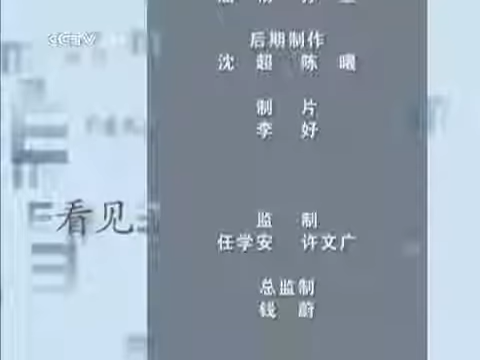 CCTV
后期制作
沈 超 陈 曦
制 片
李 好
看见
监 制
任学安 许文广
总监制
钱 蔚